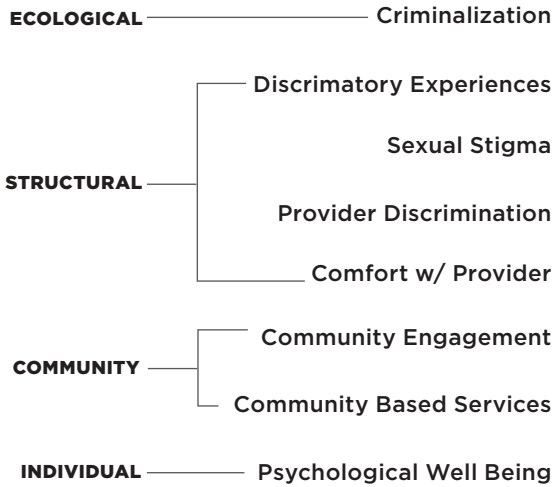 ECOLOGICAL Criminalization
Discrimatory Experiences
Sexual Stigma
STRUCTURAL
Provider Discrimination
Comfort w/ Provider
Community Engagement
COMMUNITY
Community Based Services
INDIVIDUAL Psychological Well Being